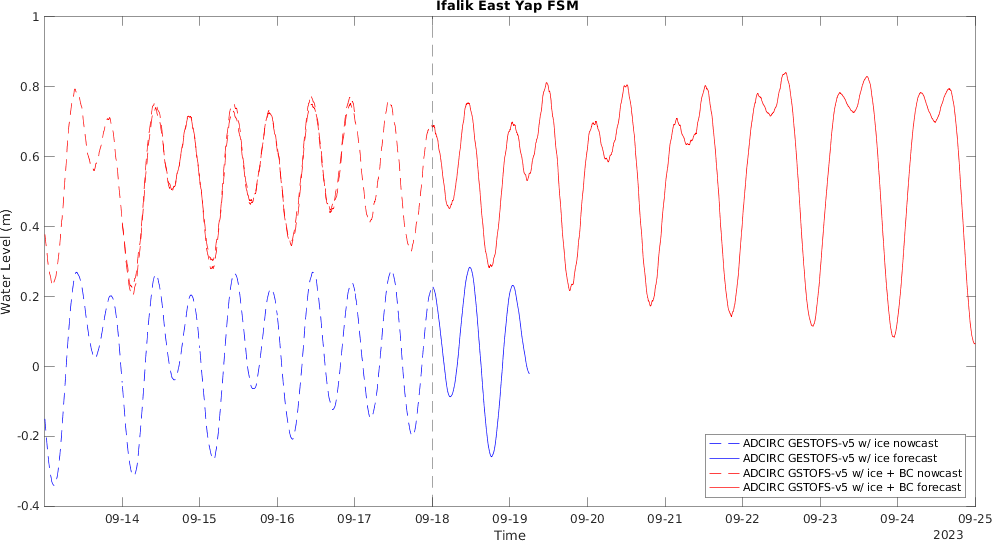 Ifalik East Yap FSM
1
0.8
0.6
0.4
0.2
0
-0.2
-0.4
Water Level (m)
ADCIRC GESTOFS-v5 w/ ice nowcast
ADCIRC GESTOFS-v5 w/ ice forecast
ADCIRC GSTOFS-v5 w/ ice + BC nowcast
ADCIRC GSTOFS-v5 w/ ice + BC forecast
09-14 09-15 09-16 09-17 09-18 09-19 09-20 09-21 09-22 09-23 09-24 09-25
Time
2023